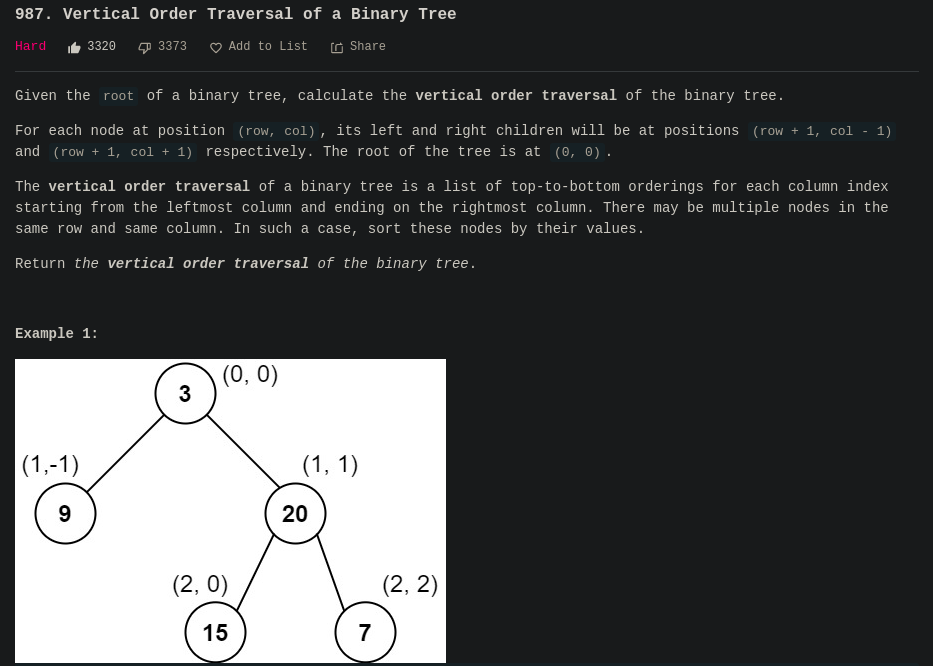 987. Vertical Order Traversal of a Binary Tree
Hard 3320 3373 Add to List Share
Given the root of a binary tree, calculate the vertical order traversal of the binary tree.
For each node at position (row, col), its left and right children will be at positions (row + 1, col - 1)
and (row + 1, col + 1) respectively. The root of the tree is at (0, 0).
The vertical order traversal of a binary tree is a list of top-to-bottom orderings for each column index
starting from the leftmost column and ending on the rightmost column. There may be multiple nodes in the
same row and same column. In such a case, sort these nodes by their values.
Return the vertical order traversal of the binary tree.
Example 1:
3 (0, 0)
(1,-1) (1, 1)
9 20
(2, 0) (2, 2)
15 7